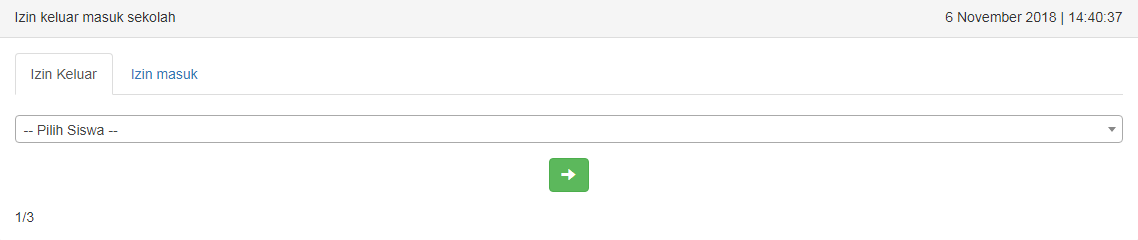 Izin keluar masuk sekolah 6 November 2018 | 14:40:37
Izin Keluar Izin masuk
-- Pilih Siswa --
1/3